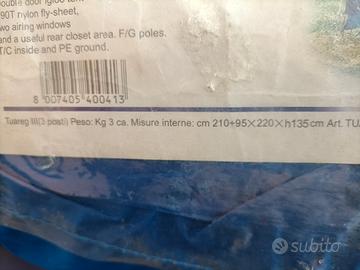 double door igloo tent
90T nylon fly-sheet,
two airing windows
and a useful rear closet area. F/G poles.
T/C inside and PE ground.
8 007405 400413
Tuareg III(3 posti) Peso: Kg 3 ca. Misure interne: cm 210+95×220×h135cm Art. TU
subito